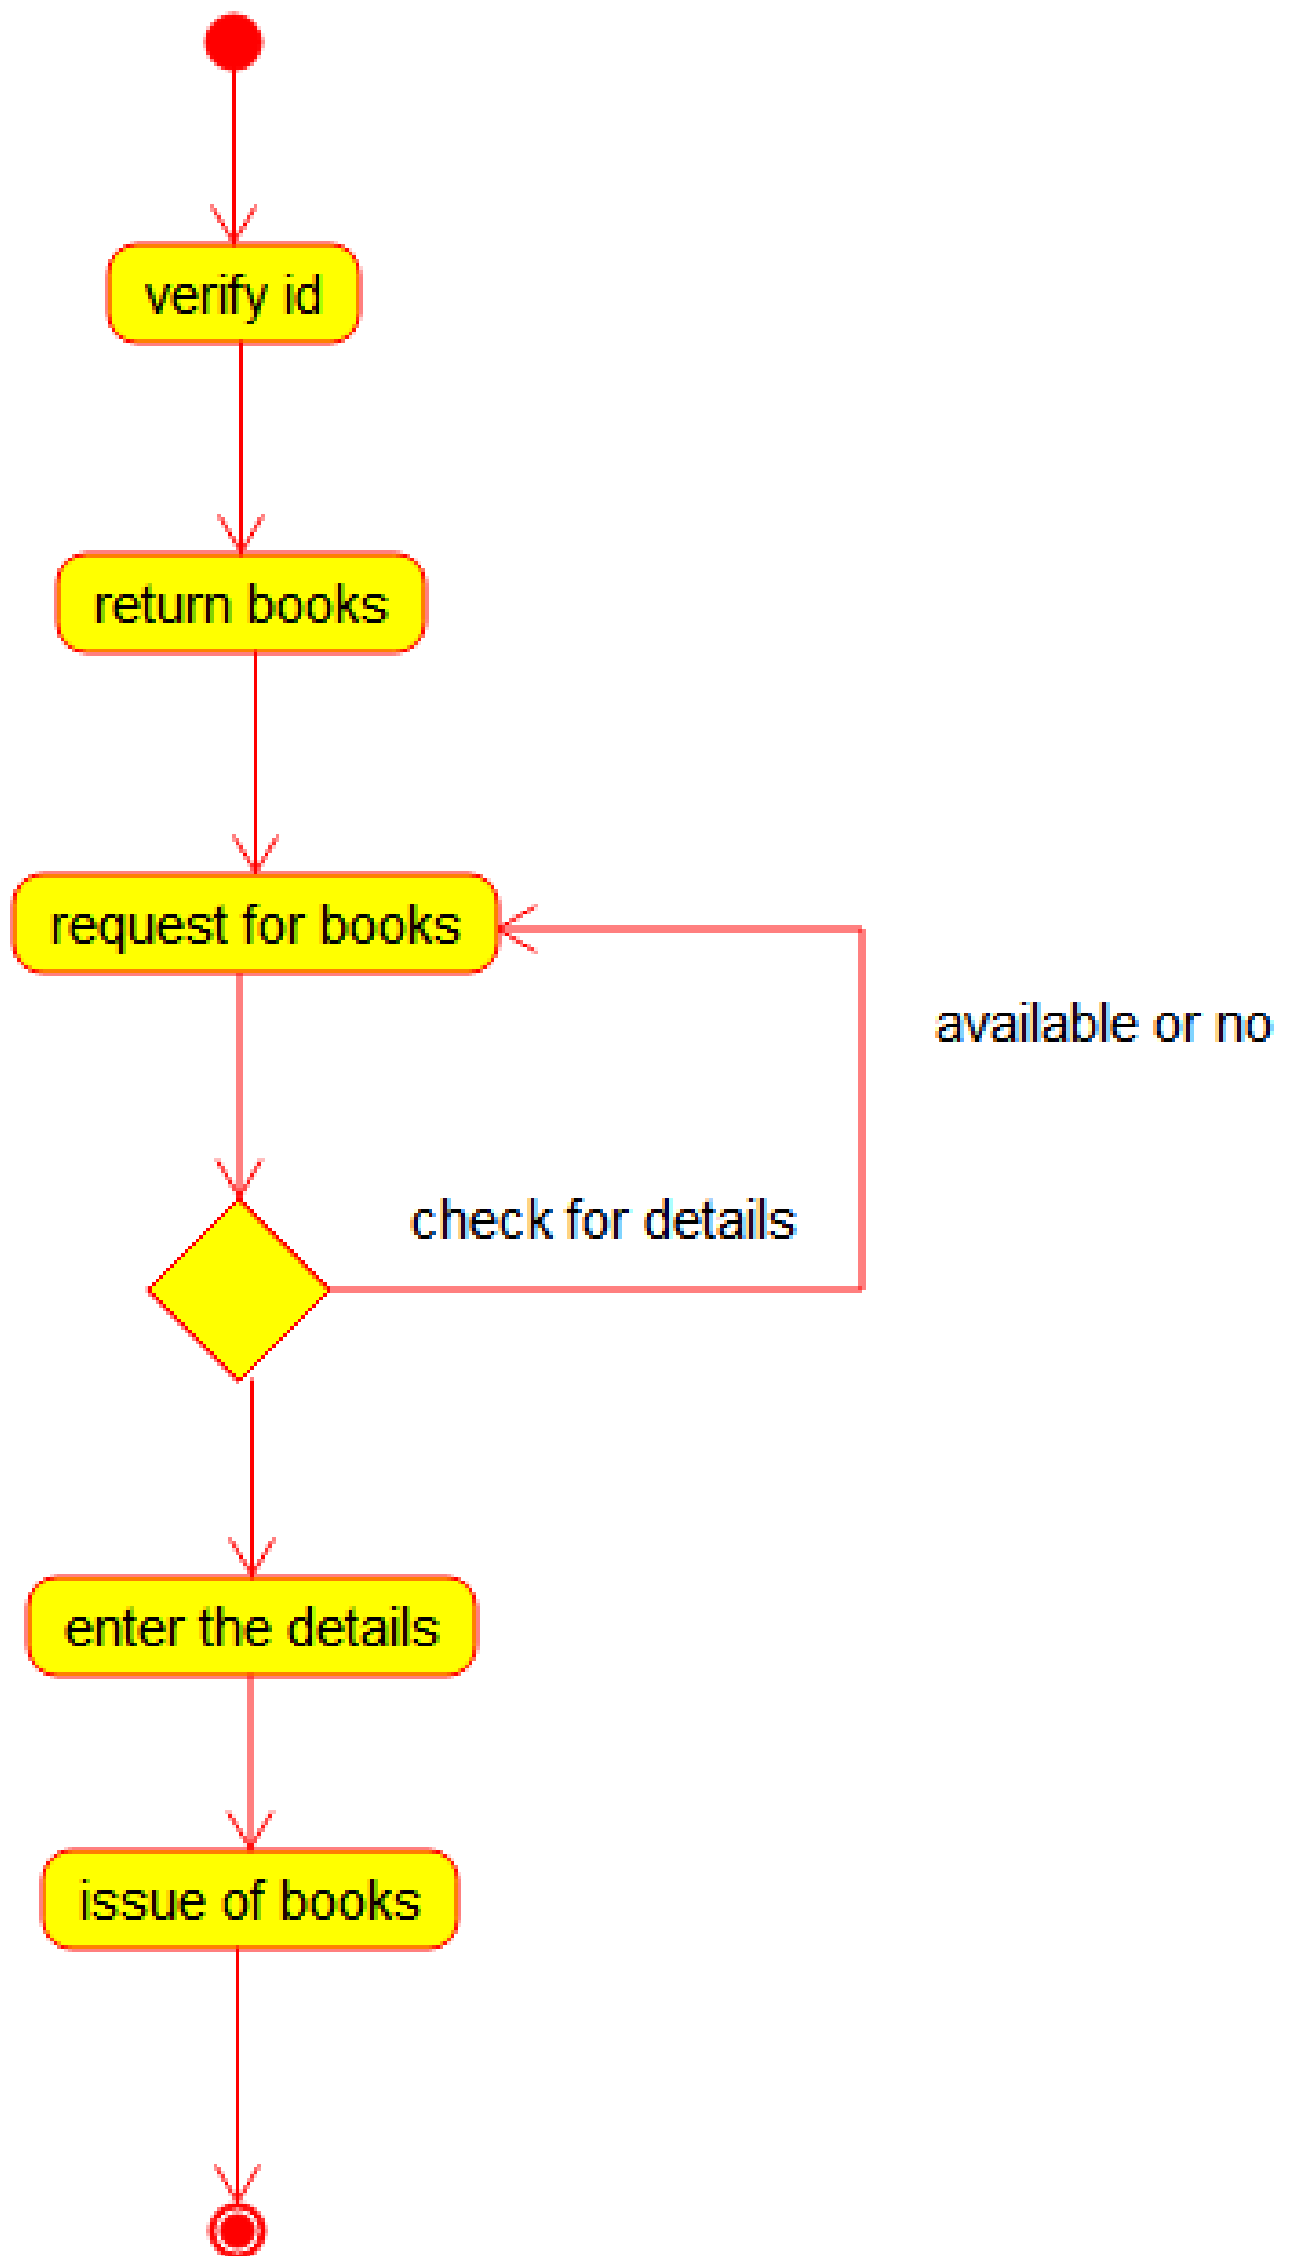 verify id
return books
request for books
available or no
check for details
enter the details
issue of books